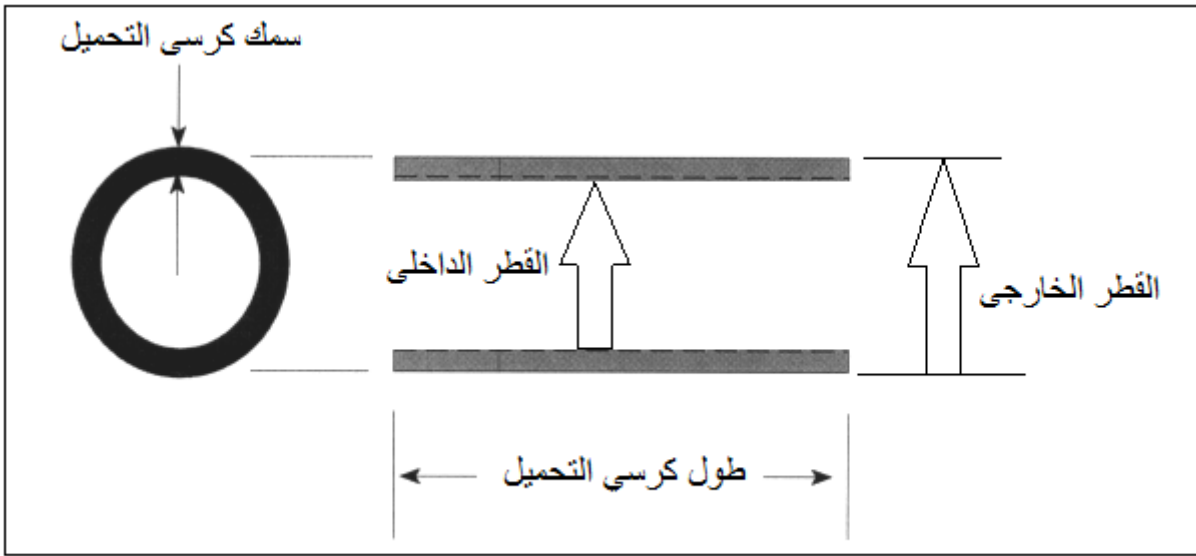 سمك كرسى التحميل
القطر الداخلى
القطر الخارجى
طول كرسي التحميل